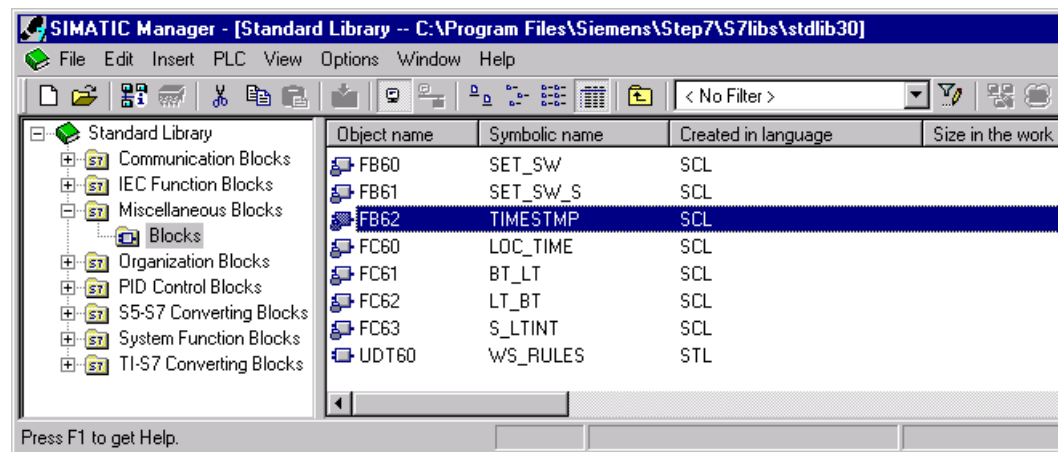 SIMATIC Manager - [Standard Library -- C:\Program Files\Siemens\Step7\S7libs\stdlib30]
File Edit Insert PLC View Options Window Help
< No Filter >
Standard Library
Communication Blocks
IEC Function Blocks
Miscellaneous Blocks
Blocks
Organization Blocks
PID Control Blocks
S5-S7 Converting Blocks
System Function Blocks
TI-S7 Converting Blocks
Object name Symbolic name Created in language Size in the work
FB60 SET_SW SCL
FB61 SET_SW_S SCL
FB62 TIMESTMP SCL
FC60 LOC_TIME SCL
FC61 BT_LT SCL
FC62 LT_BT SCL
FC63 S_LTINT SCL
UDT60 WS_RULES STL
Press F1 to get Help.